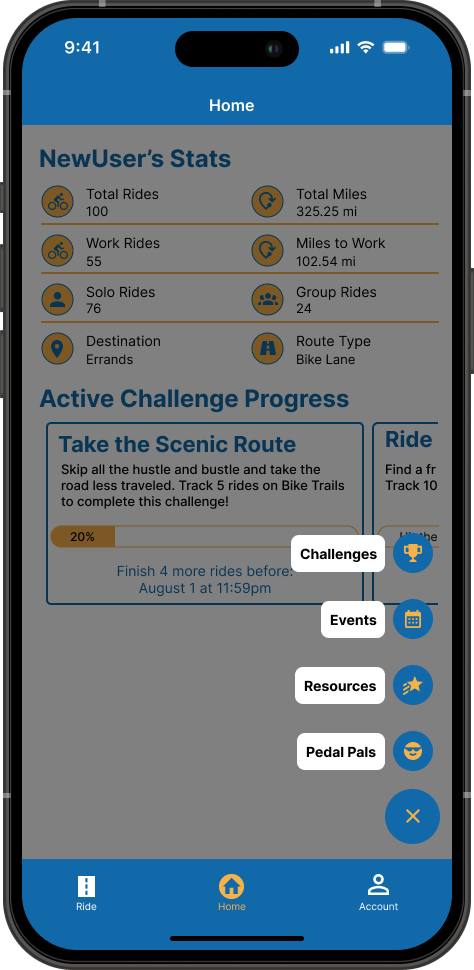 9:41
Home
NewUser’s Stats
Total Rides
100
Total Miles
325.25 mi
Work Rides
55
Miles to Work
102.54 mi
Solo Rides
76
Group Rides
24
Destination
Errands
Route Type
Bike Lane
Active Challenge Progress
Take the Scenic Route
Skip all the hustle and bustle and take the
road less traveled. Track 5 rides on Bike Trails
to complete this challenge!
20%
Finish 4 more rides before:
August 1 at 11:59pm
Ride
Find a fr
Track 10
Challenges
Events
Resources
Pedal Pals
Ride
Home
Account